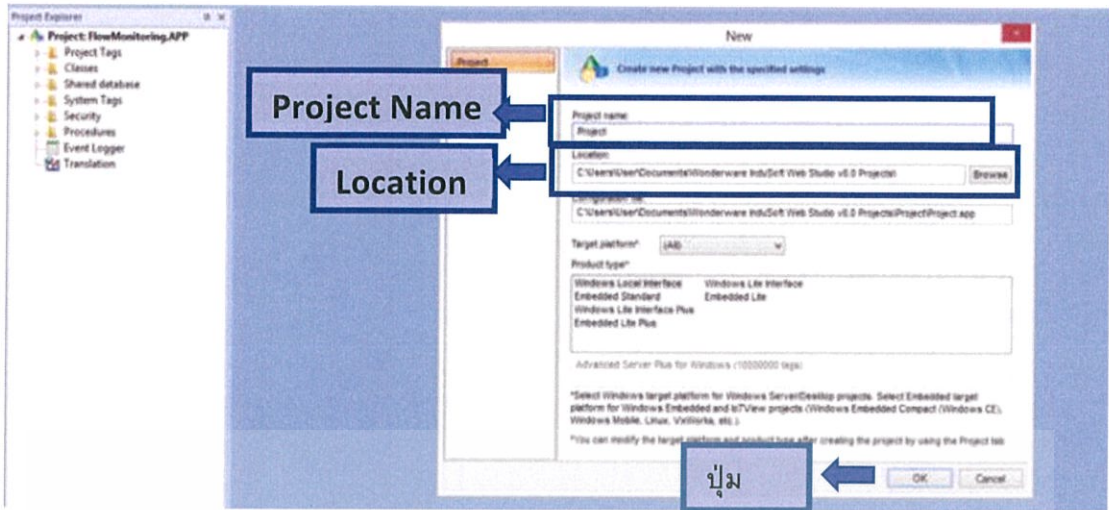 Project Explorer
Project: FlowMonitoring.APP
Project Tags
Classes
Shared database
System Tags
Security
Procedures
Event Logger
Translation
New
Project
Create new Project with the specified settings
Project Name
Project name:
Project
Location
Location:
C:\Users\User\Documents\Wonderware InduSoft Web Studio v8.0 Projects\
Browse
Configuration file:
C:\Users\User\Documents\Wonderware InduSoft Web Studio v8.0 Projects\Project\Project.app
Target platform*: (All)
Product type*:
Windows Local Interface Windows Lite Interface
Embedded Standard Embedded Lite
Windows Lite Interface Plus
Embedded Lite Plus
Advanced Server Plus for Windows (10000000 tags)
*Select Windows target platform for Windows Server/Desktop projects. Select Embedded target
platform for Windows Embedded and IoTView projects (Windows Embedded Compact (Windows CE),
Windows Mobile, Linux, VxWorks, etc.).
*You can modify the target platform and product type after creating the project by using the Project tab
ปุ่ม
OK Cancel